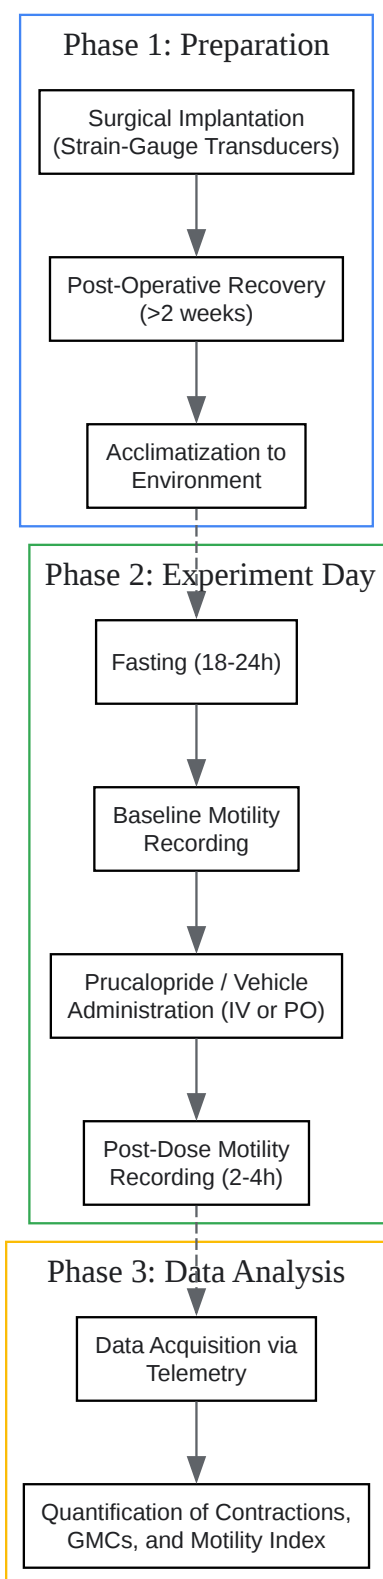 Phase 1: Preparation
Surgical Implantation
(Strain-Gauge Transducers)
Post-Operative Recovery
(>2 weeks)
Acclimatization to
Environment
Phase 2: Experiment Day
Fasting (18-24h)
Baseline Motility
Recording
Prucalopride / Vehicle
Administration (IV or PO)
Post-Dose Motility
Recording (2-4h)
Phase 3: Data Analysis
Data Acquisition via
Telemetry
Quantification of Contractions,
GMCs, and Motility Index